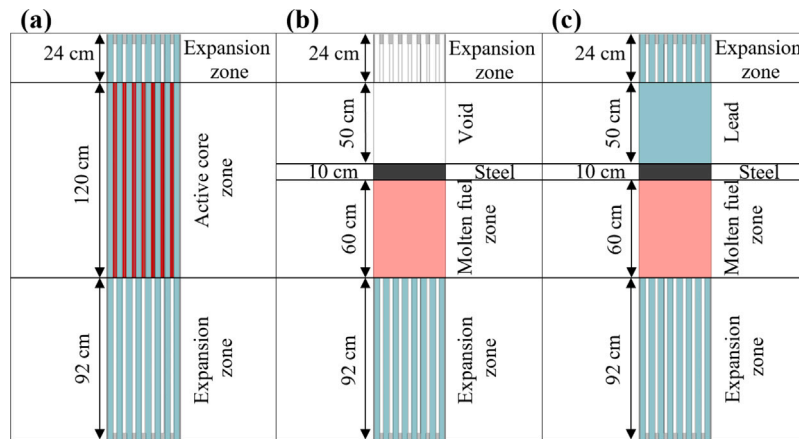 (a)
24 cm
Expansion
zone
120 cm
Active core
zone
92 cm
Expansion
zone
(b)
24 cm
Expansion
zone
50 cm
Void
10 cm
Steel
60 cm
Molten fuel
zone
92 cm
Expansion
zone
(c)
24 cm
Expansion
zone
50 cm
Lead
10 cm
Steel
60 cm
Molten fuel
zone
92 cm
Expansion
zone